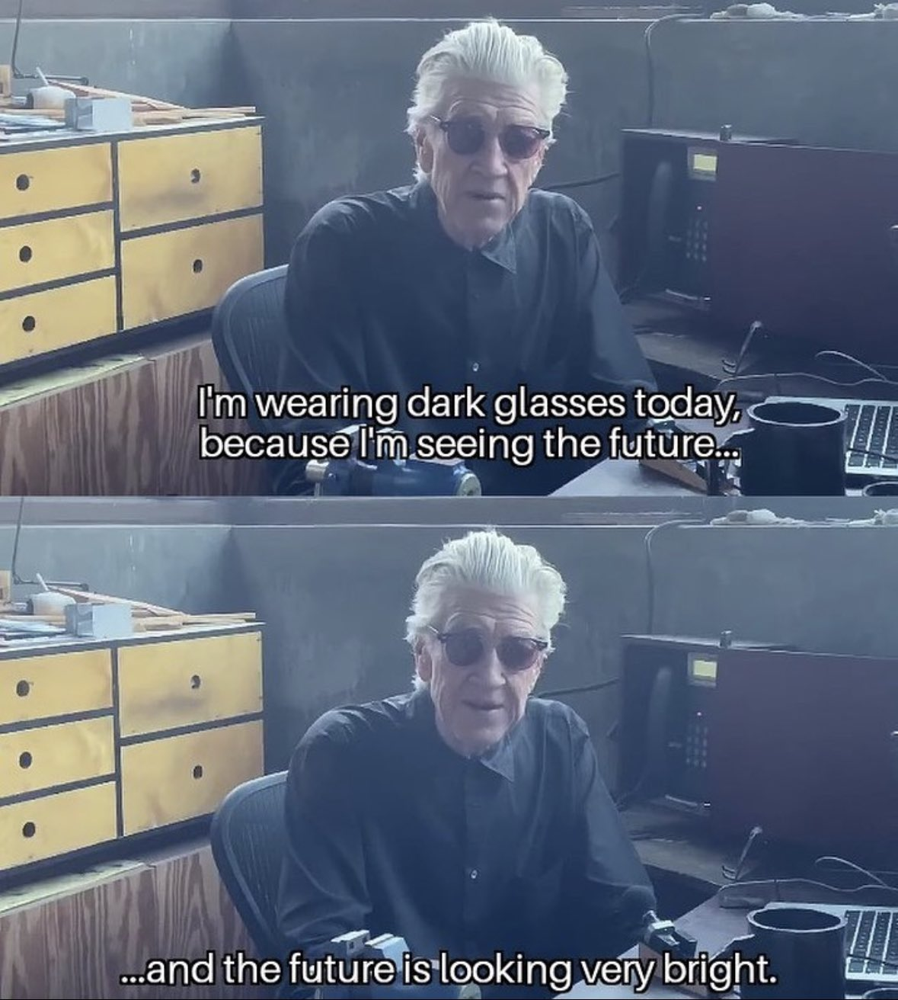 I'm wearing dark glasses today,
because I'm seeing the future...
...and the future is looking very bright.